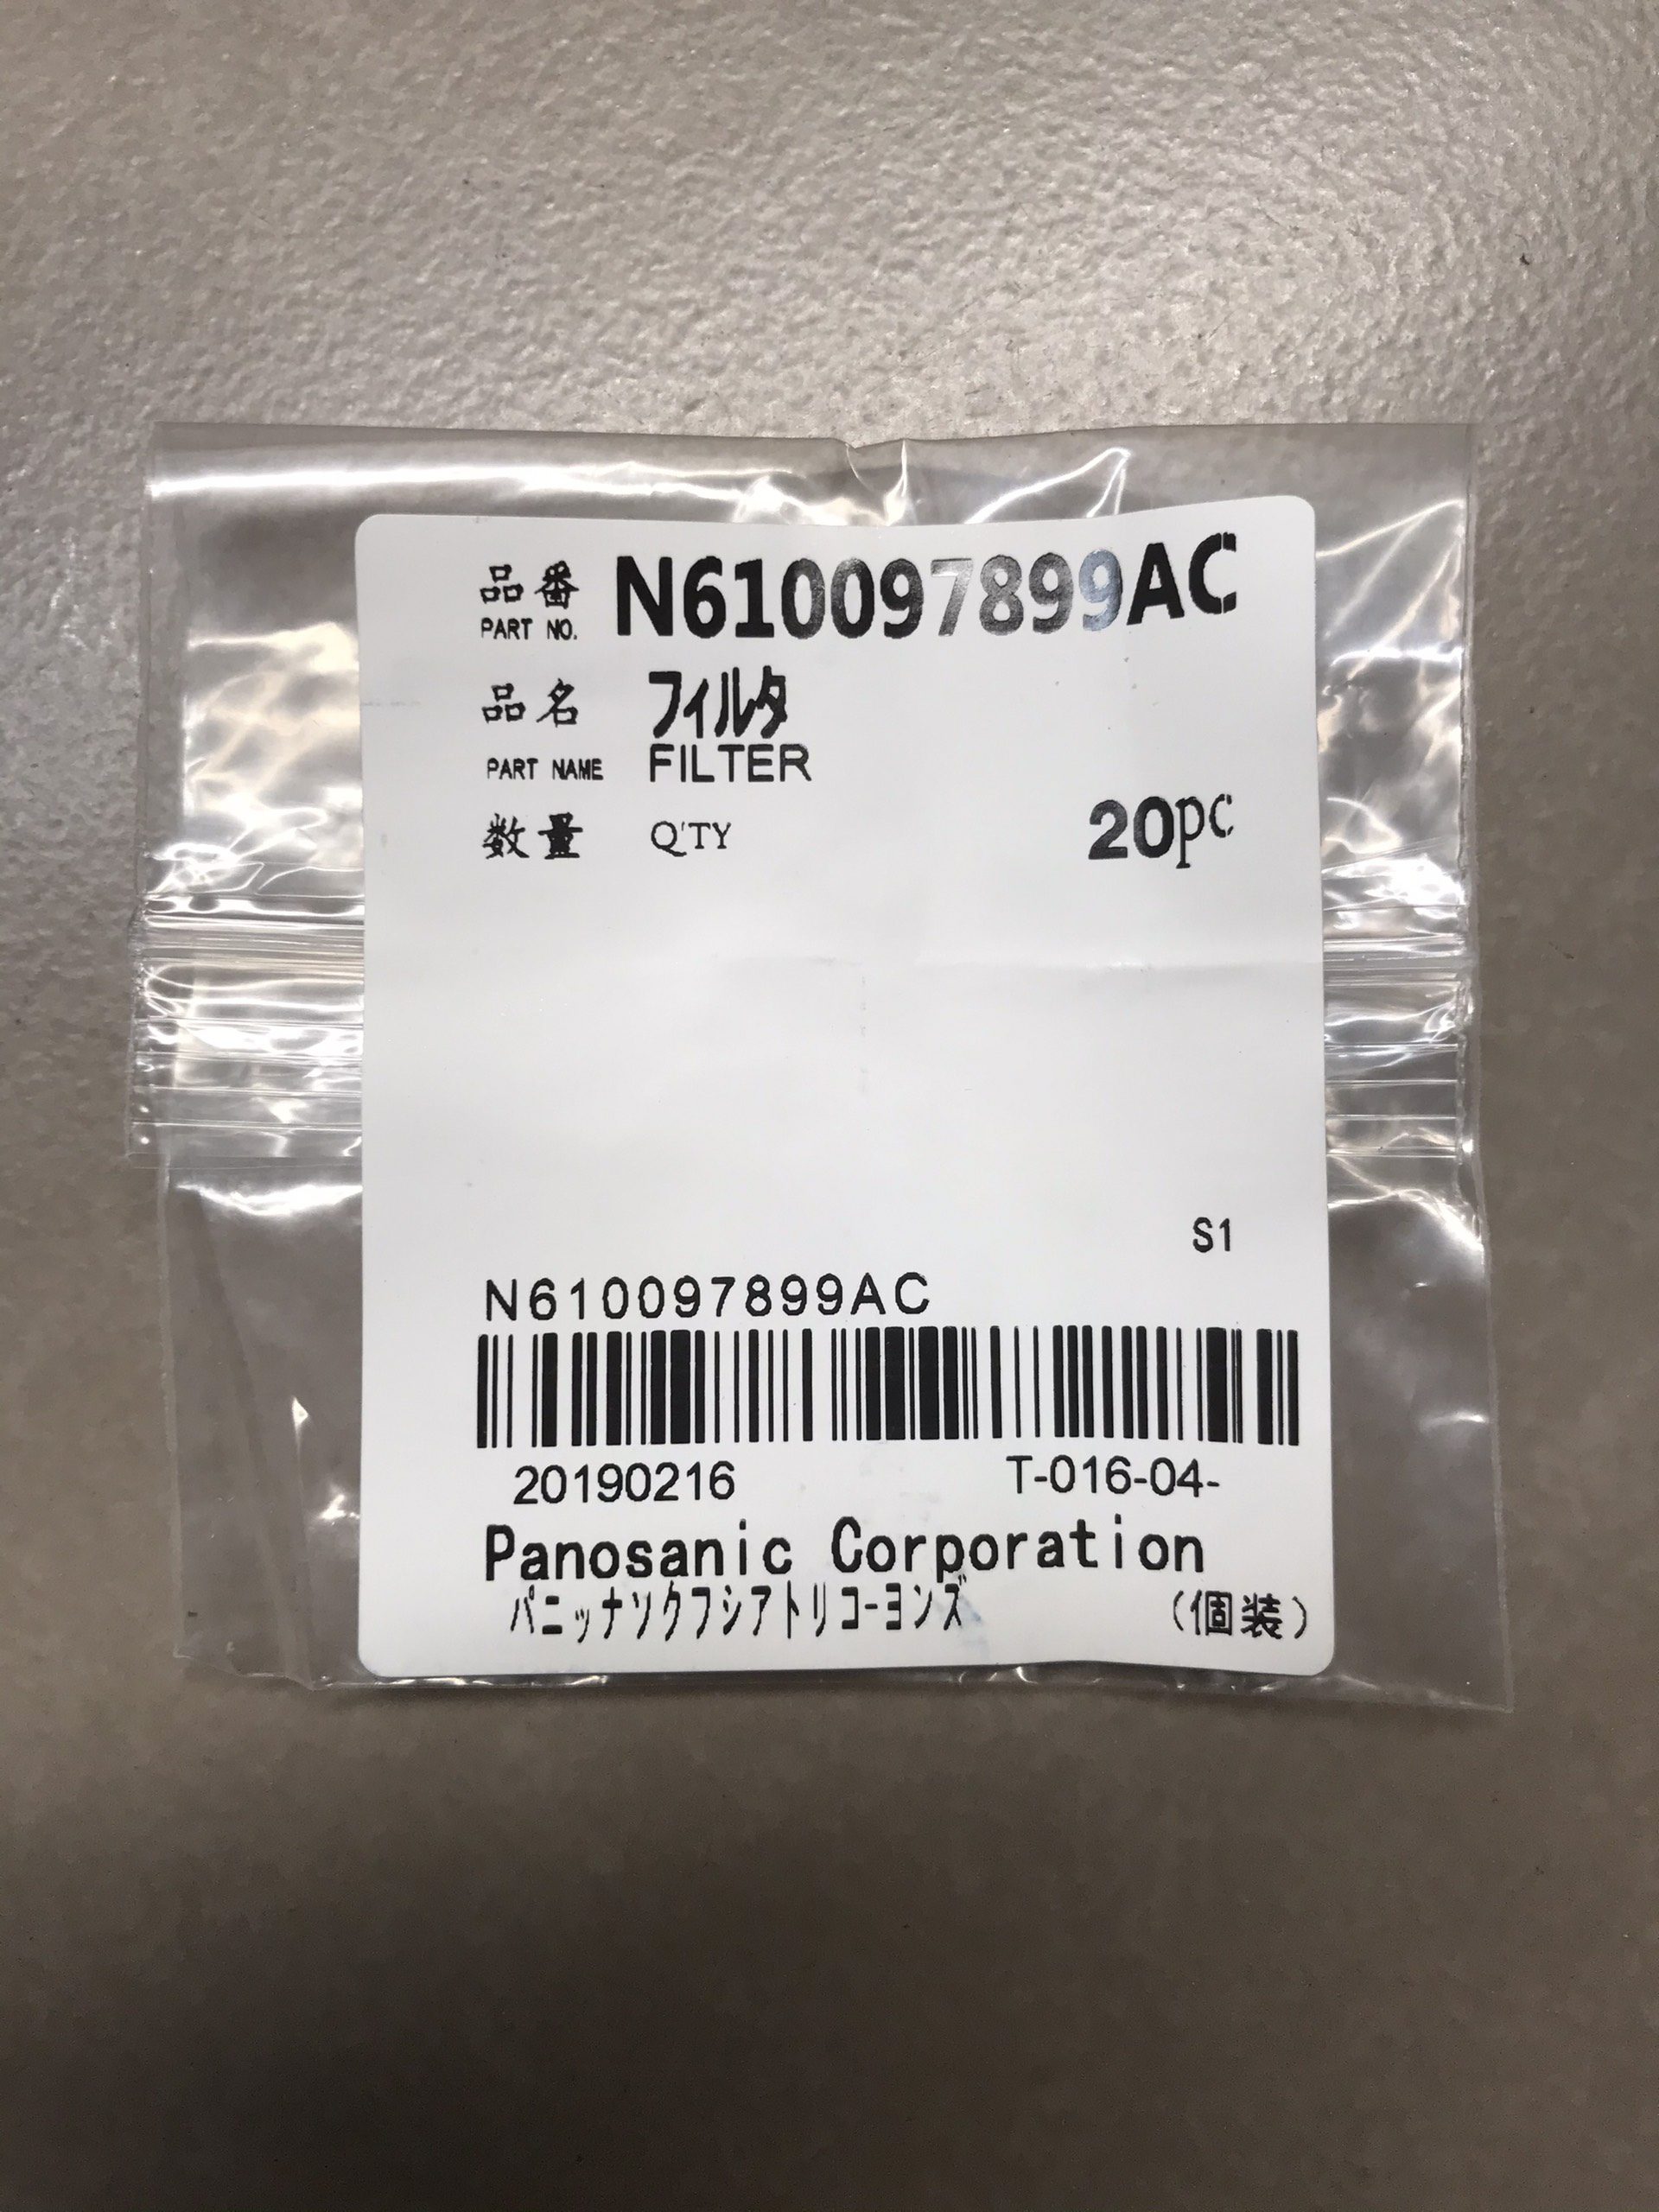 品番 N610097899AC
PART NO.
品名 フィルタ
PART NAME FILTER
数量 Q'TY 20pc
S1
N610097899AC
20190216 T-016-04-
Panosanic Corporation
パニッナソクフシアトリコーヨンズ (個装)